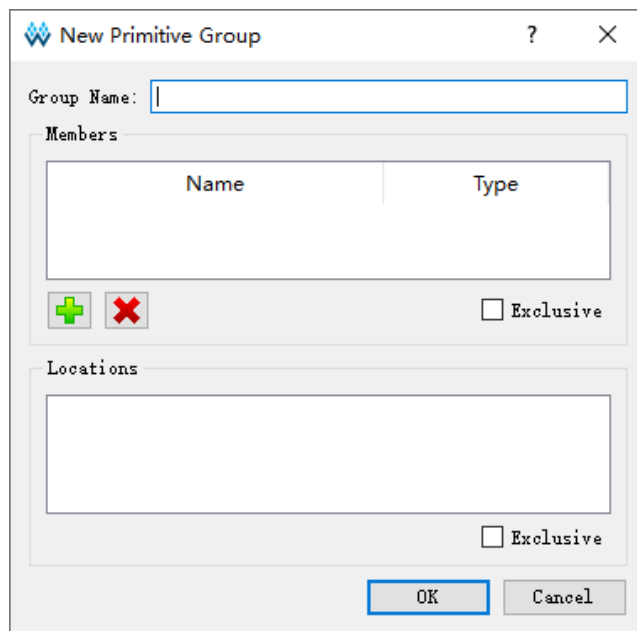 New Primitive Group ?
Group Name:
Members
Name Type
Exclusive
Locations
Exclusive
OK Cancel